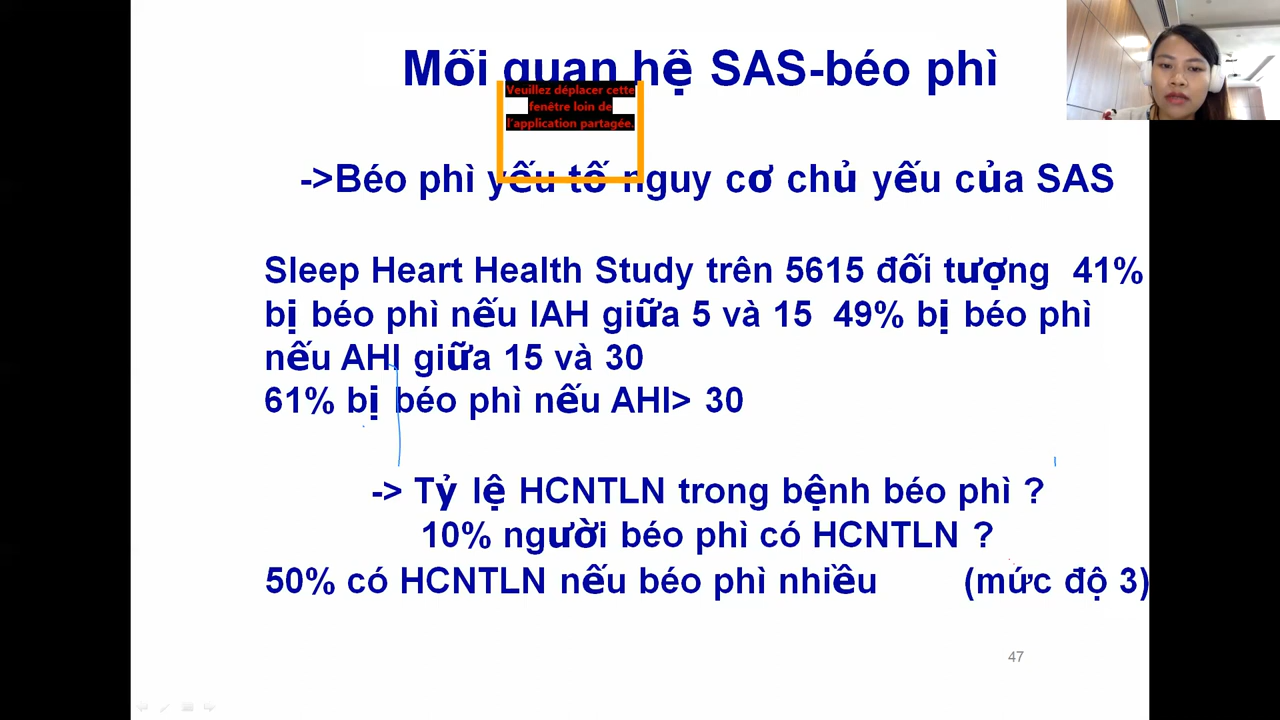 Mối quan hệ SAS-béo phì
Veuillez déplacer cette
fenêtre loin de
l'application partagée.
->Béo phì yếu tố nguy cơ chủ yếu của SAS
Sleep Heart Health Study trên 5615 đối tượng 41%
bị béo phì nếu IAH giữa 5 và 15 49% bị béo phì
nếu AHI giữa 15 và 30
61% bị béo phì nếu AHI> 30
-> Tỷ lệ HCNTLN trong bệnh béo phì ?
10% người béo phì có HCNTLN ?
50% có HCNTLN nếu béo phì nhiều (mức độ 3)
47